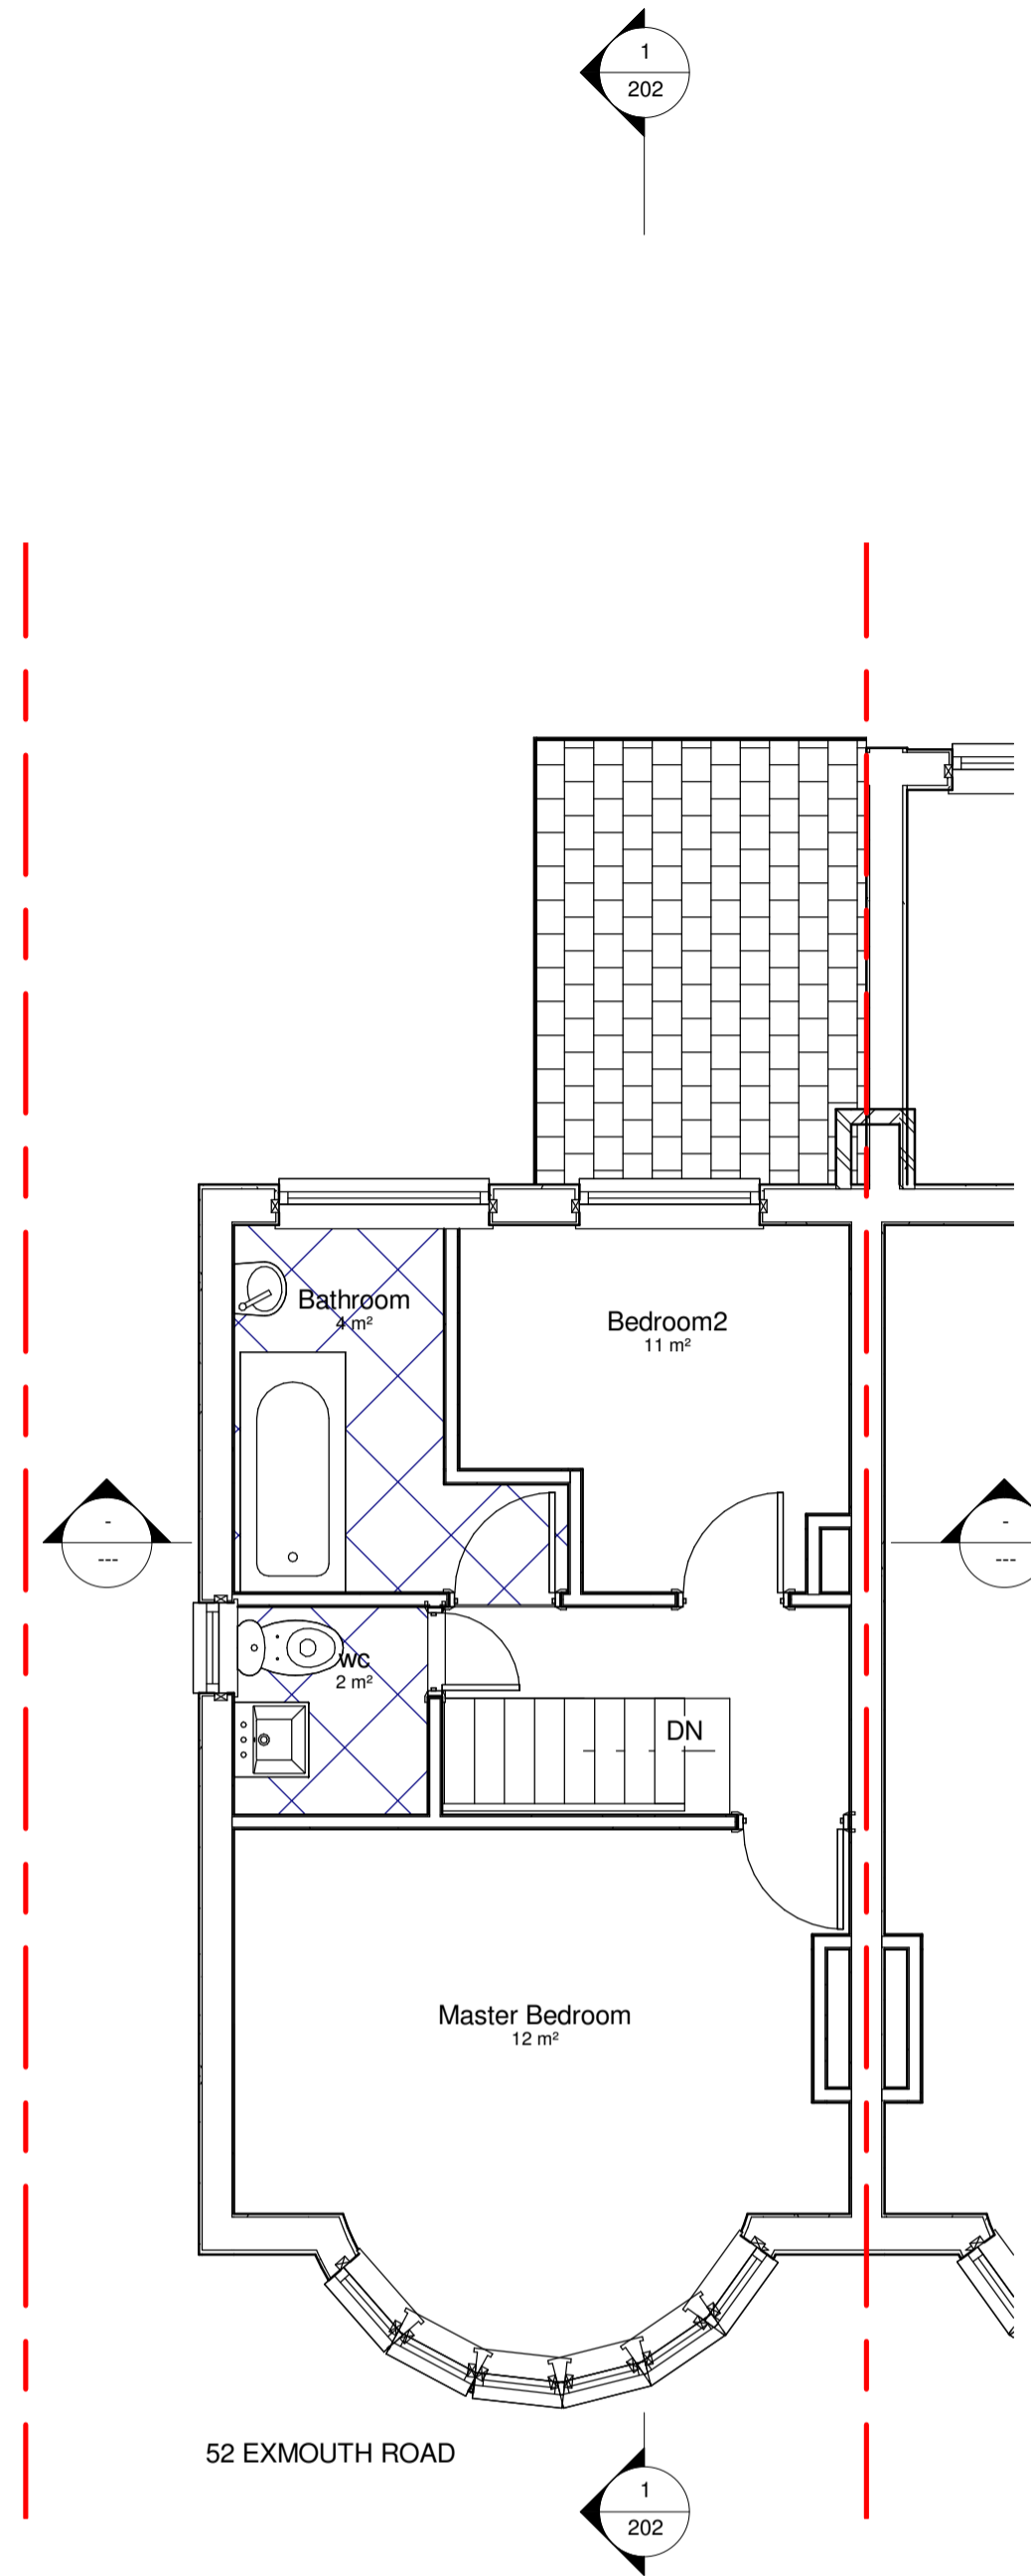 1
202
Bathroom
4 m²
Bedroom2
11 m²
-
---
-
---
wc
2 m²
DN
Master Bedroom
12 m²
52 EXMOUTH ROAD
1
202